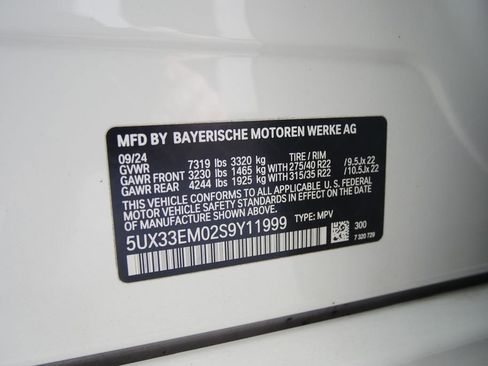 MFD BY BAYERISCHE MOTOREN WERKE AG
09/24 TIRE / RIM
GVWR 7319 lbs 3320 kg
GAWR FRONT 3230 lbs 1465 kg WITH 275/40 R22 /9.5Jx 22
GAWR REAR 4244 lbs 1925 kg WITH 315/35 R22 /10.5Jx 22
THIS VEHICLE CONFORMS TO ALL APPLICABLE U.S. FEDERAL
MOTOR VEHICLE SAFETY STANDARDS IN EFFECT ON THE DATE
OF MANUFACTURE SHOWN ABOVE.
5UX33EM02S9Y11999 TYPE: MPV
300
7 320 729